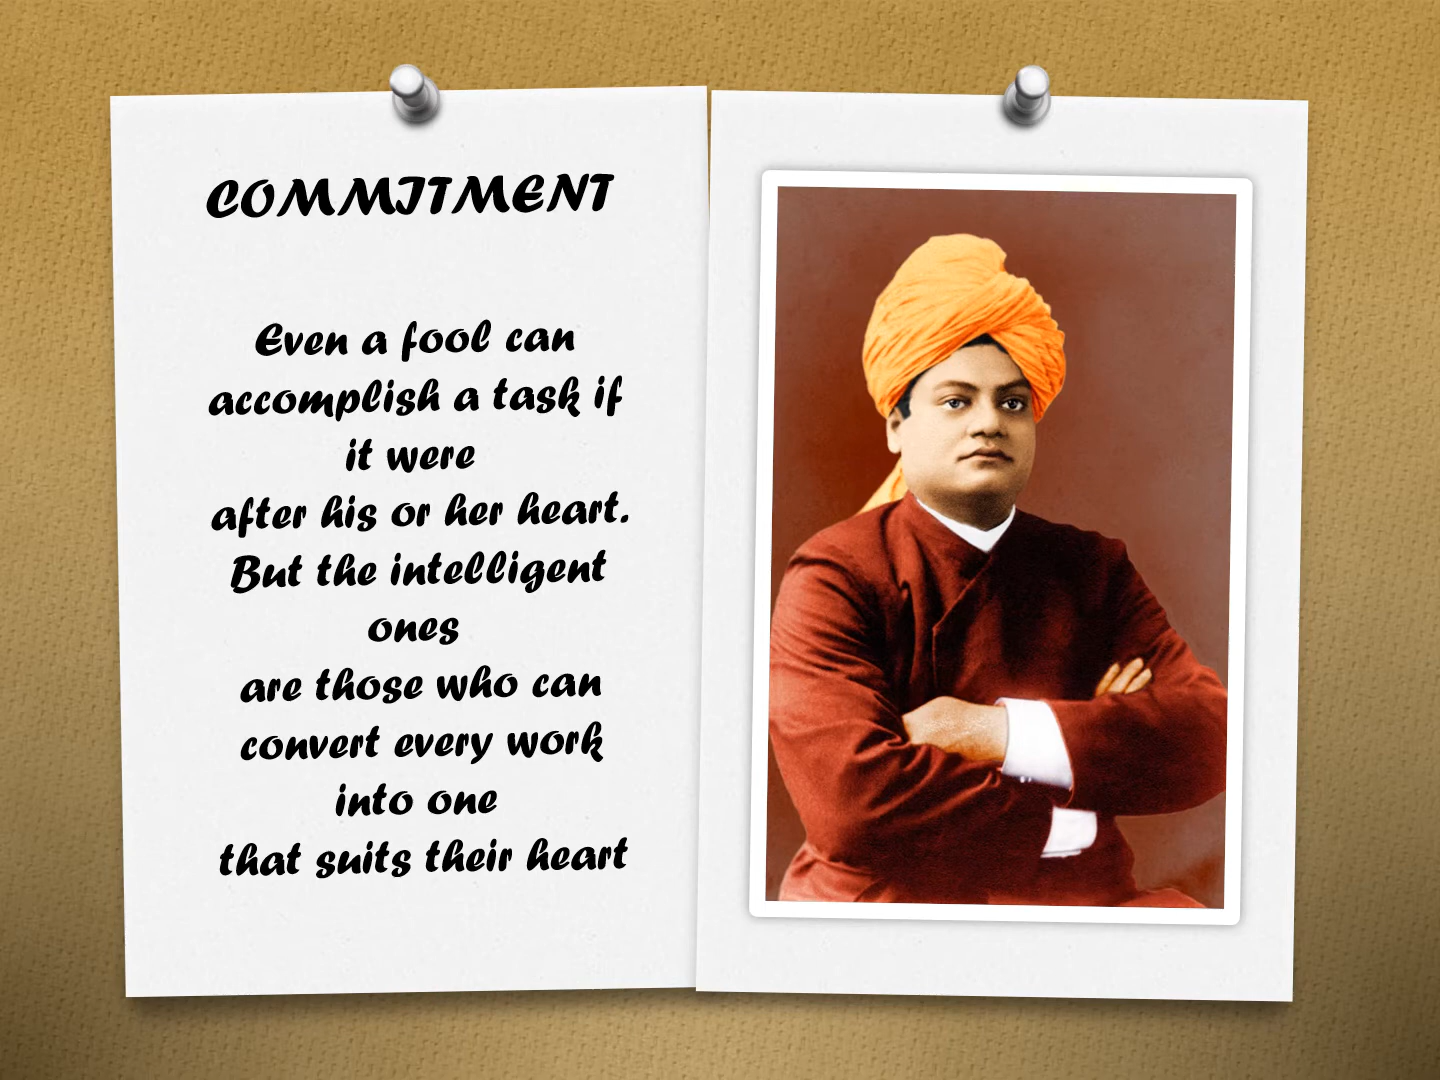 COMMITMENT
Even a fool can
accomplish a task if
it were
after his or her heart.
But the intelligent
ones
are those who can
convert every work
into one
that suits their heart